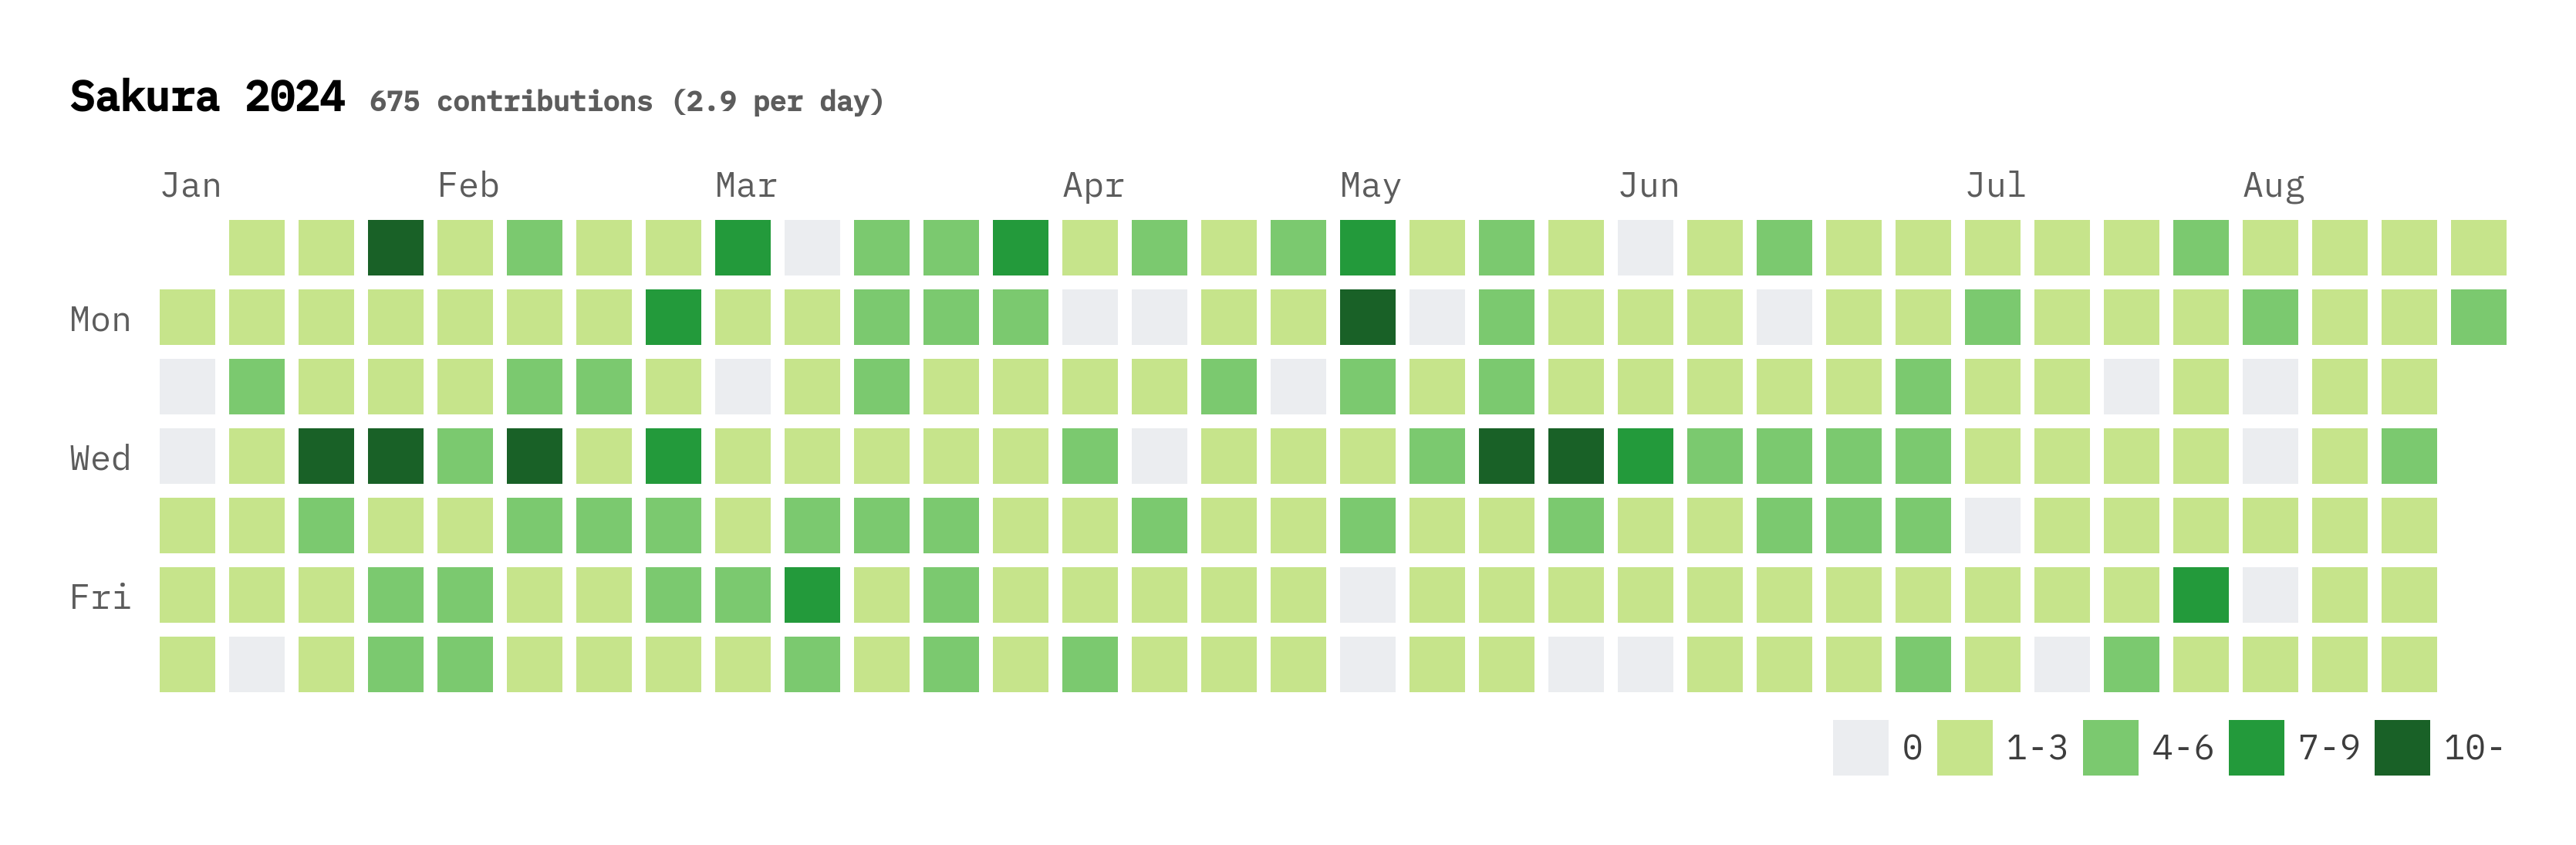 Sakura 2024 675 contributions (2.9 per day)
Jan Feb Mar Apr May Jun Jul Aug
Mon
Wed
Fri
0 1-3 4-6 7-9 10-